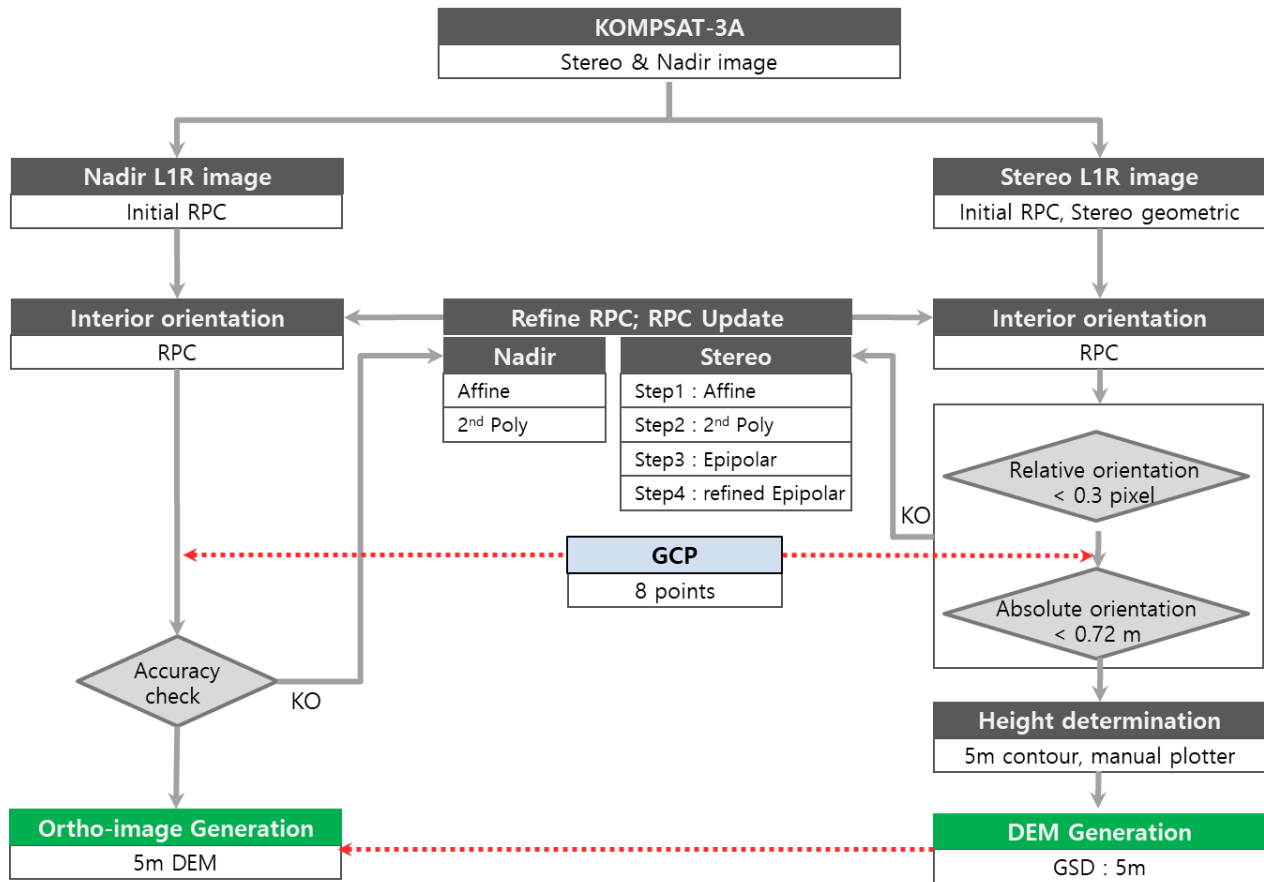 KOMPSAT-3A
Stereo & Nadir image
Nadir L1R image
Initial RPC
Stereo L1R image
Initial RPC, Stereo geometric
Interior orientation
RPC
Refine RPC; RPC Update
Nadir
Affine
2nd Poly
Stereo
Step1 : Affine
Step2 : 2nd Poly
Step3 : Epipolar
Step4 : refined Epipolar
Interior orientation
RPC
Relative orientation
< 0.3 pixel
KO
GCP
8 points
Absolute orientation
< 0.72 m
Accuracy
check
KO
Height determination
5m contour, manual plotter
Ortho-image Generation
5m DEM
DEM Generation
GSD : 5m